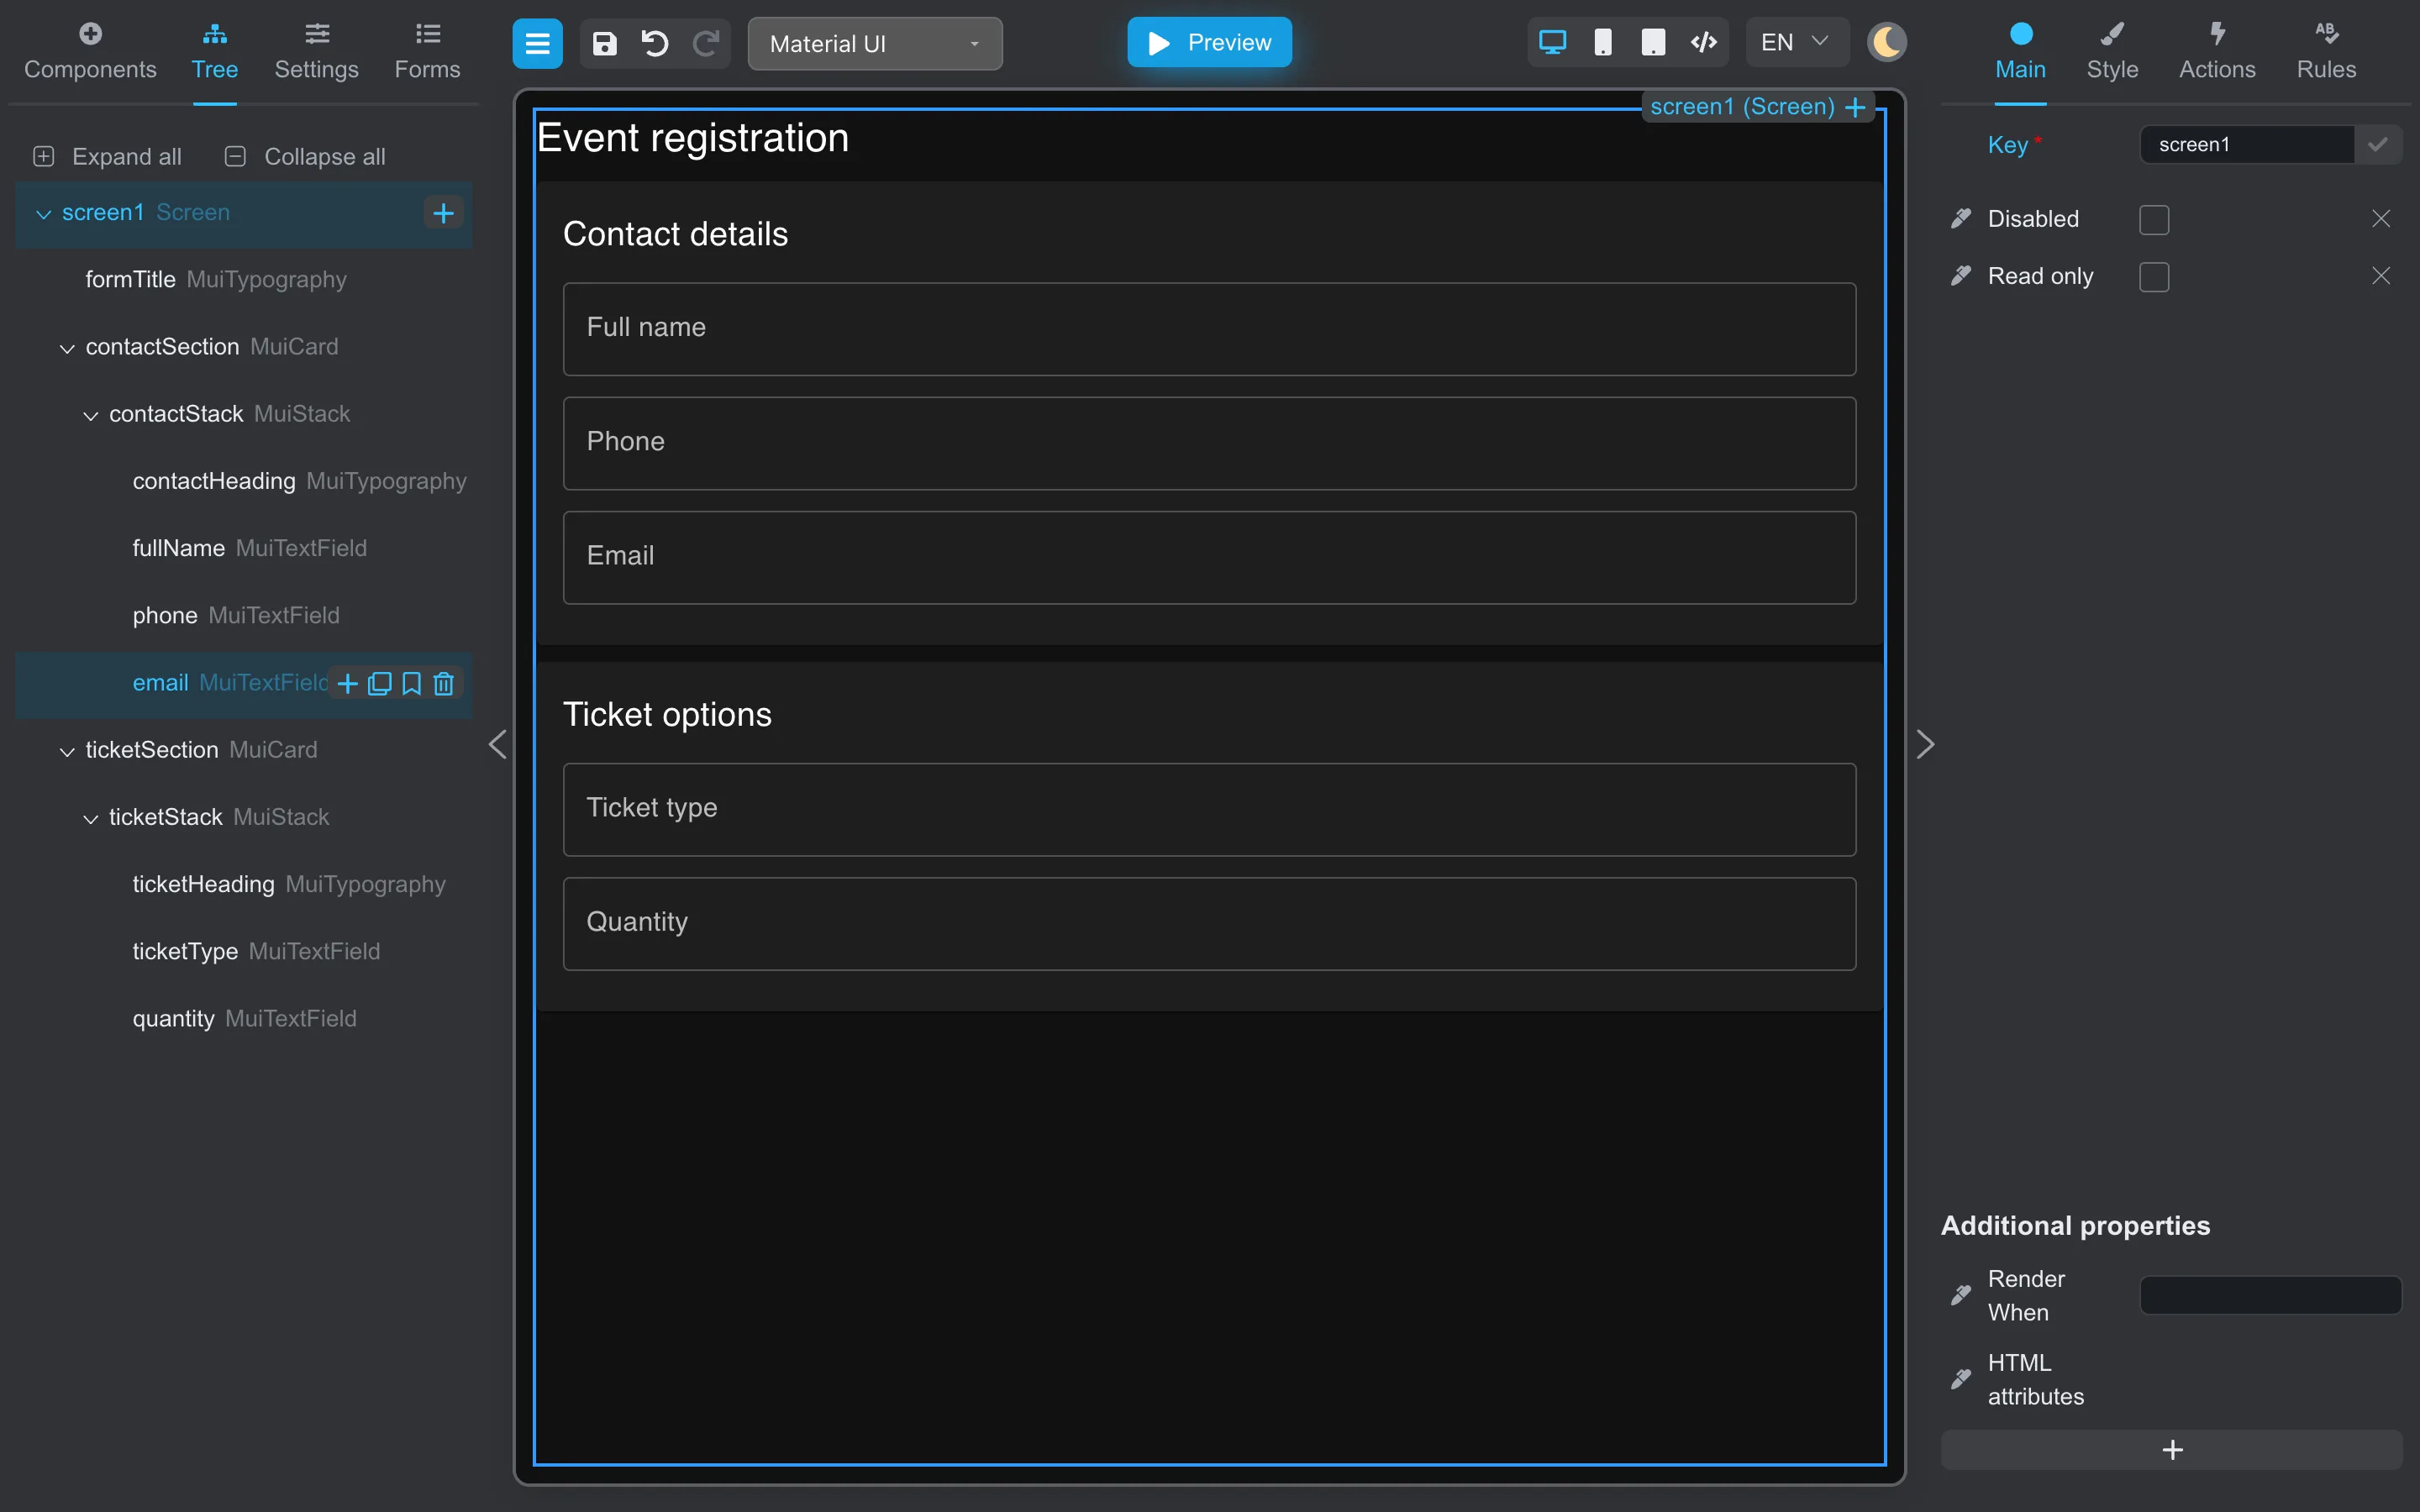 Components
Tree
Settings
Forms
Material UI
Preview
EN
Main
Style
Actions
Rules
Expand all
Collapse all
screen1 Screen
formTitle MuiTypography
contactSection MuiCard
contactStack MuiStack
contactHeading MuiTypography
fullName MuiTextField
phone MuiTextField
email MuiTextField
ticketSection MuiCard
ticketStack MuiStack
ticketHeading MuiTypography
ticketType MuiTextField
quantity MuiTextField
screen1 (Screen)
Event registration
Contact details
Full name
Phone
Email
Ticket options
Ticket type
Quantity
Key *
screen1
Disabled
Read only
Additional properties
Render
When
HTML
attributes